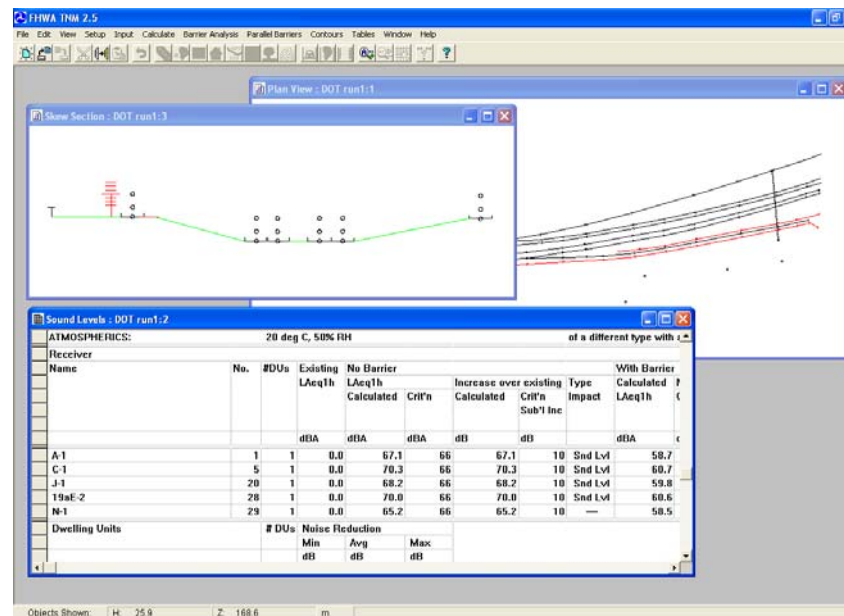 FHWA TNM 2.5
File Edit View Setup Input Calculate Barrier Analysis Parallel Barriers Contours Tables Window Help
Plan View : DOT run1:1
Skew Section : DOT run1:3
Sound Levels : DOT run1:2
ATMOSPHERICS: 20 deg C, 50% RH of a different type with a
Receiver
Name No. #DUs Existing No Barrier With Barrier
LAeq1h LAeq1h Increase over existing Type Calculated
Calculated Crit'n Calculated Crit'n Impact LAeq1h
Sub'l Inc
dBA dBA dBA dB dB dBA
A-1 1 1 0.0 67.1 66 67.1 10 Snd Lvl 58.7
C-1 5 1 0.0 70.3 66 70.3 10 Snd Lvl 60.7
J-1 20 1 0.0 68.2 66 68.2 10 Snd Lvl 59.8
19aE-2 28 1 0.0 70.0 66 70.0 10 Snd Lvl 60.6
N-1 29 1 0.0 65.2 66 65.2 10 — 58.5
Dwelling Units # DUs Noise Reduction
Min Avg Max
dB dB dB
Objects Shown: H: 25.9 Z: 168.6 m